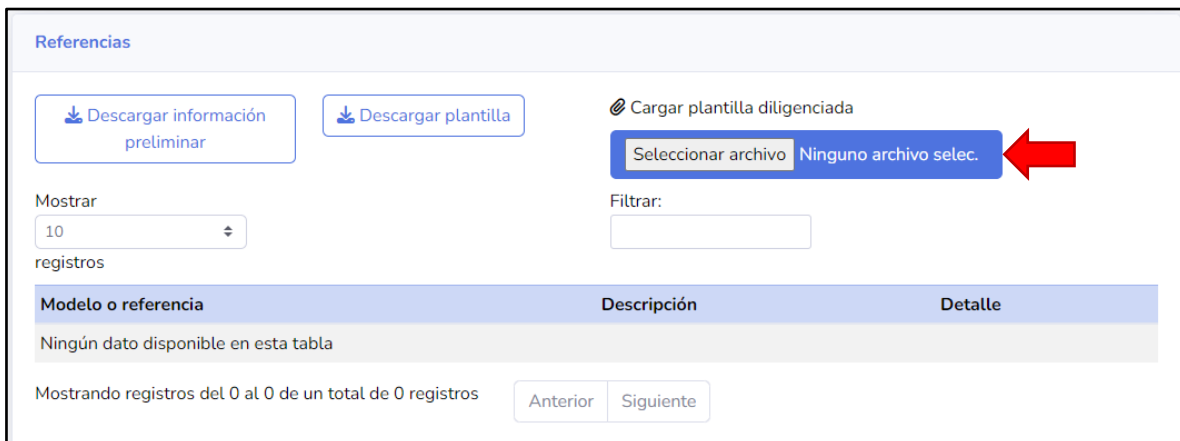 Referencias
Descargar información
preliminar
Descargar plantilla
Cargar plantilla diligenciada
Seleccionar archivo Ninguno archivo selec.
Mostrar
10
registros
Filtrar:
Modelo o referencia Descripción Detalle
Ningún dato disponible en esta tabla
Mostrando registros del 0 al 0 de un total de 0 registros
Anterior Siguiente